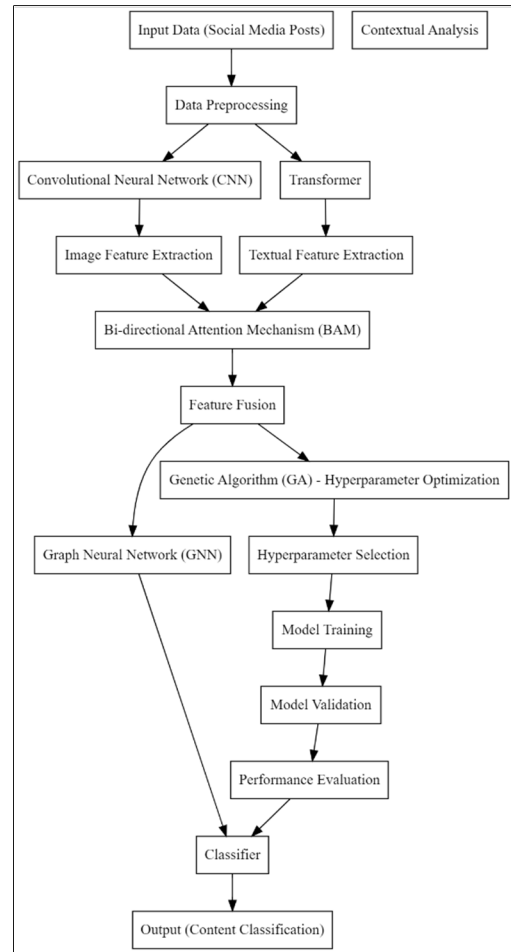 Input Data (Social Media Posts)
Contextual Analysis
Data Preprocessing
Convolutional Neural Network (CNN)
Transformer
Image Feature Extraction
Textual Feature Extraction
Bi-directional Attention Mechanism (BAM)
Feature Fusion
Genetic Algorithm (GA) - Hyperparameter Optimization
Graph Neural Network (GNN)
Hyperparameter Selection
Model Training
Model Validation
Performance Evaluation
Classifier
Output (Content Classification)